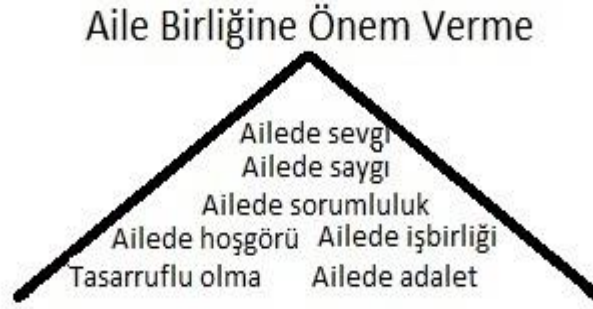 Aile Birliğine Önem Verme
Ailede sevgi
Ailede saygı
Ailede sorumluluk
Ailede hoşgörü Ailede işbirliği
Tasarruflu olma Ailede adalet